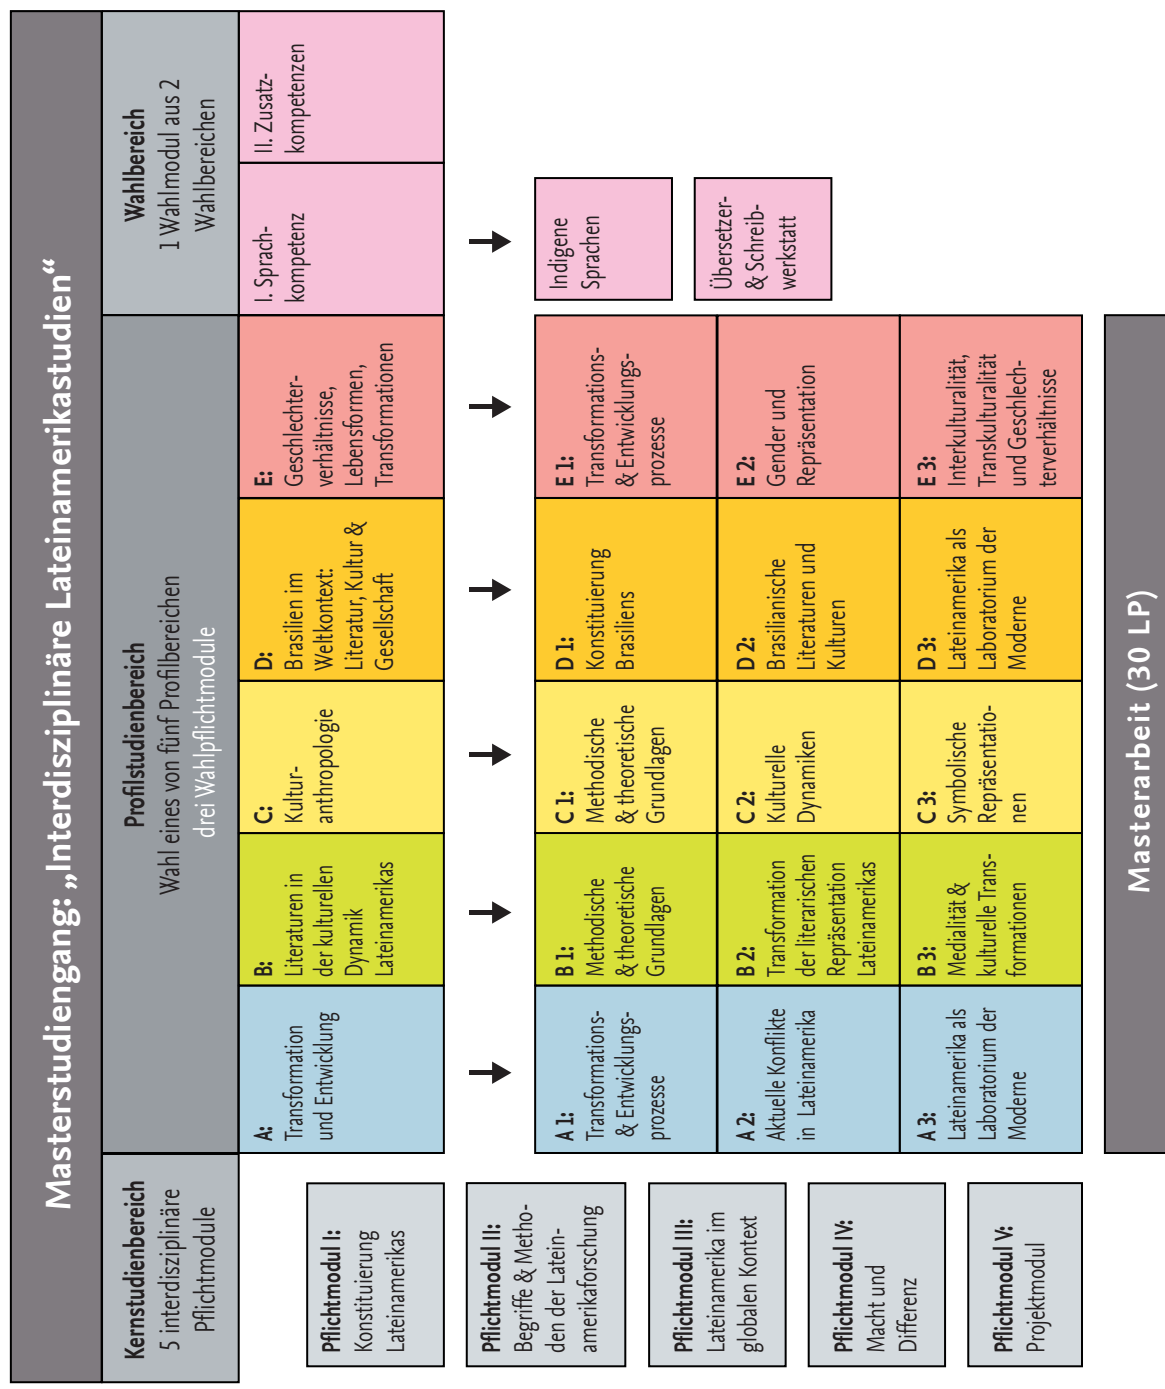 Masterstudiengang: „Interdisziplinäre Lateinamerikastudien“
Kernstudienbereich
5 interdisziplinäre
Pflichtmodule
Profilstudienbereich
Wahl eines von fünf Profilbereichen
drei Wahlpflichtmodule
Wahlbereich
1 Wahlmodul aus 2
Wahlbereichen
A:
Transformation
und Entwicklung
B:
Literaturen in
der kulturellen
Dynamik
Lateinamerikas
C:
Kultur-
anthropologie
D:
Brasilien im
Weltkontext:
Literatur, Kultur &
Gesellschaft
E:
Geschlechter-
verhältnisse,
Lebensformen,
Transformationen
I. Sprach-
kompetenz
II. Zusatz-
kompetenzen
Pflichtmodul I:
Konstituierung
Lateinamerikas
Pflichtmodul II:
Begriffe & Metho-
den der Latein-
amerikaforschung
Pflichtmodul III:
Lateinamerika im
globalen Kontext
Pflichtmodul IV:
Macht und
Differenz
Pflichtmodul V:
Projektmodul
A 1:
Transformations-
& Entwicklungs-
prozesse
B 1:
Methodische
& theoretische
Grundlagen
C 1:
Methodische
& theoretische
Grundlagen
D 1:
Konstituierung
Brasiliens
E 1:
Transformations-
& Entwicklungs-
prozesse
Indigene
Sprachen
A 2:
Aktuelle Konflikte
in Lateinamerika
B 2:
Transformation
der literarischen
Repräsentation
Lateinamerikas
C 2:
Kulturelle
Dynamiken
D 2:
Brasilianische
Literaturen und
Kulturen
E 2:
Gender und
Repräsentation
Übersetzer-
& Schreib-
werkstatt
A 3:
Lateinamerika als
Laboratorium der
Moderne
B 3:
Medialität &
kulturelle Trans-
formationen
C 3:
Symbolische
Repräsentatio-
nen
D 3:
Lateinamerika als
Laboratorium der
Moderne
E 3:
Interkulturalität,
Transkulturalität
und Geschlech-
terverhältnisse
Masterarbeit (30 LP)